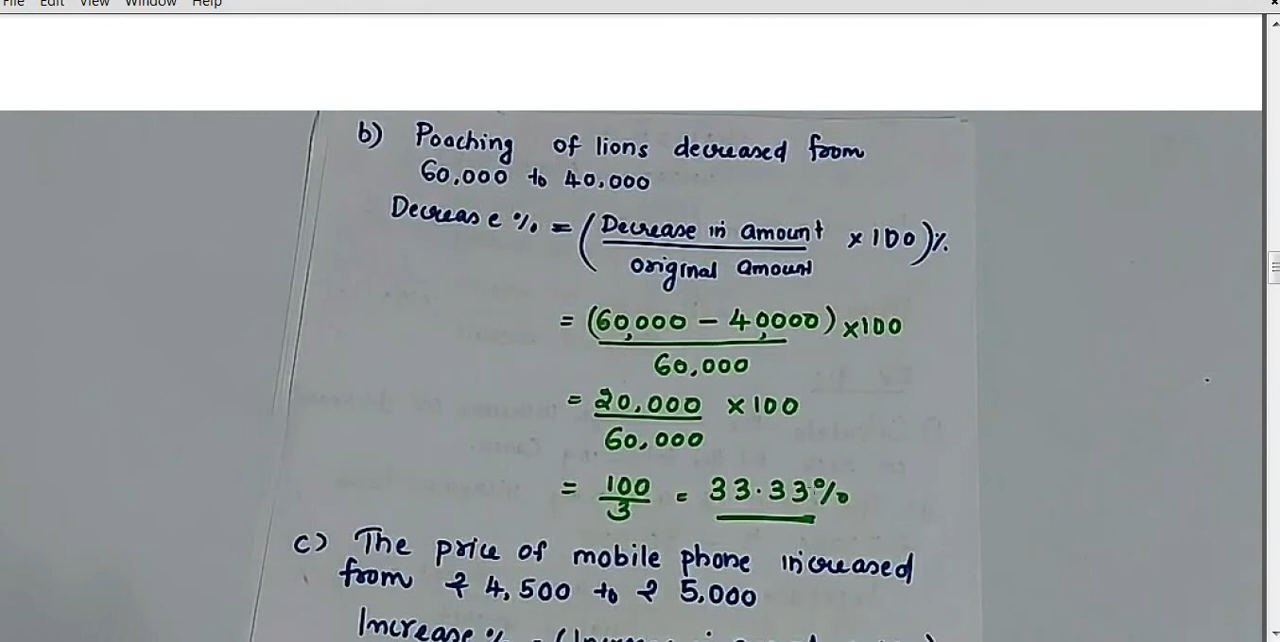 File Edit View Window Help
b) Poaching of lions decreased from
60,000 to 40,000
Decrease % = (Decrease in amount / original amount × 100)%
= (60,000 − 40,000) ×100
60,000
= 20,000 × 100
60,000
= 100/3 = 33.33%
c) The price of mobile phone increased
from ₹ 4,500 to ₹ 5,000
Increase % = (Increase in